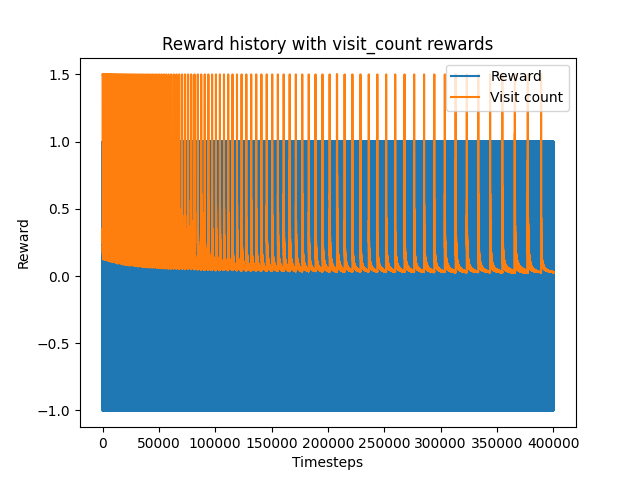 Reward history with visit_count rewards
Reward
Visit count
1.5
1.0
0.5
0.0
−0.5
−1.0
Reward
0 50000 100000 150000 200000 250000 300000 350000 400000
Timesteps